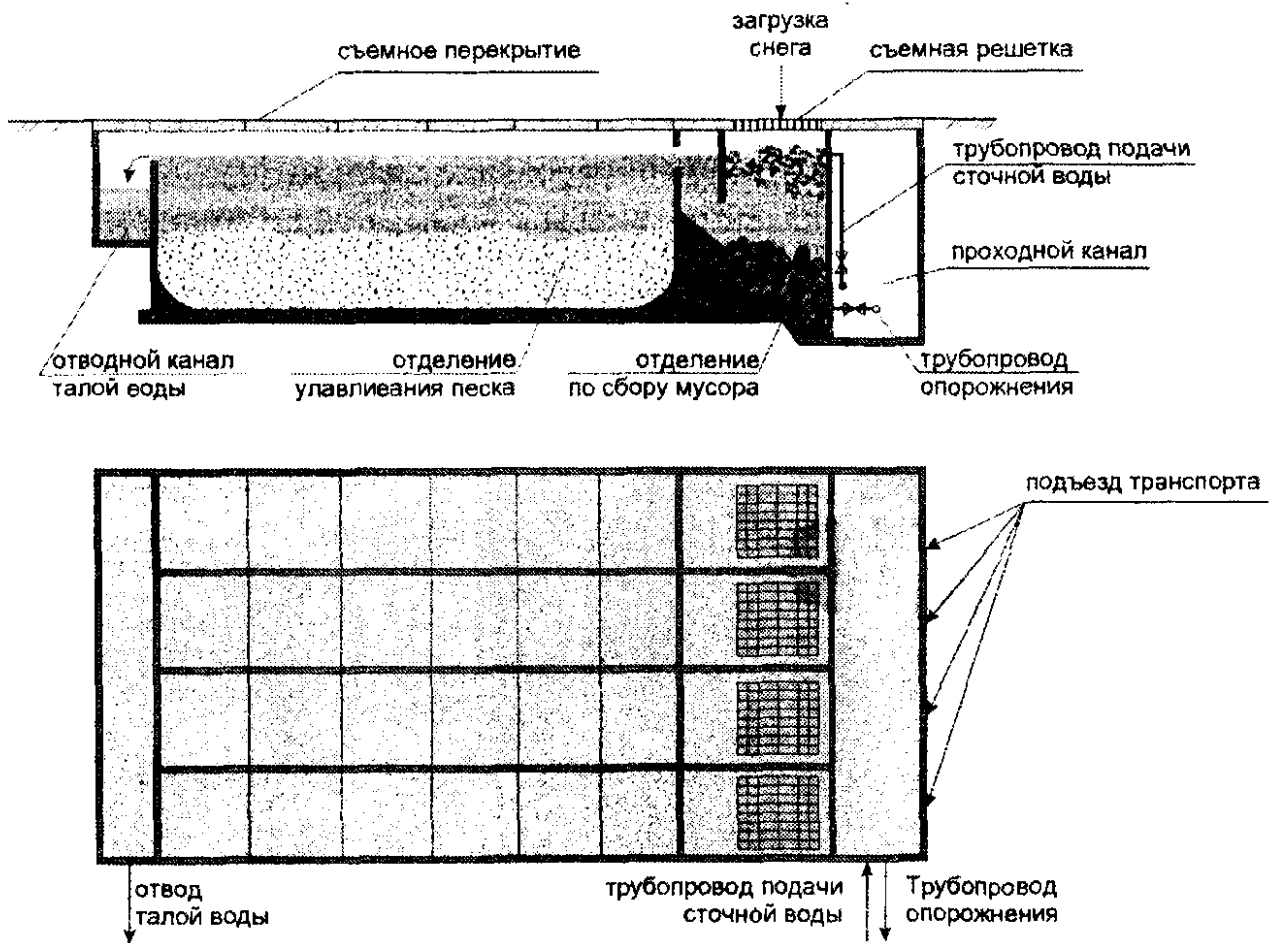 загрузка
снега
съемное перекрытие
съемная решетка
трубопровод подачи
сточной воды
проходной канал
отводной канал
талой воды
отделение
улавливания песка
отделение
по сбору мусора
трубопровод
опорожнения
подъезд транспорта
отвод
талой воды
трубопровод подачи
сточной воды
Трубопровод
опорожнения